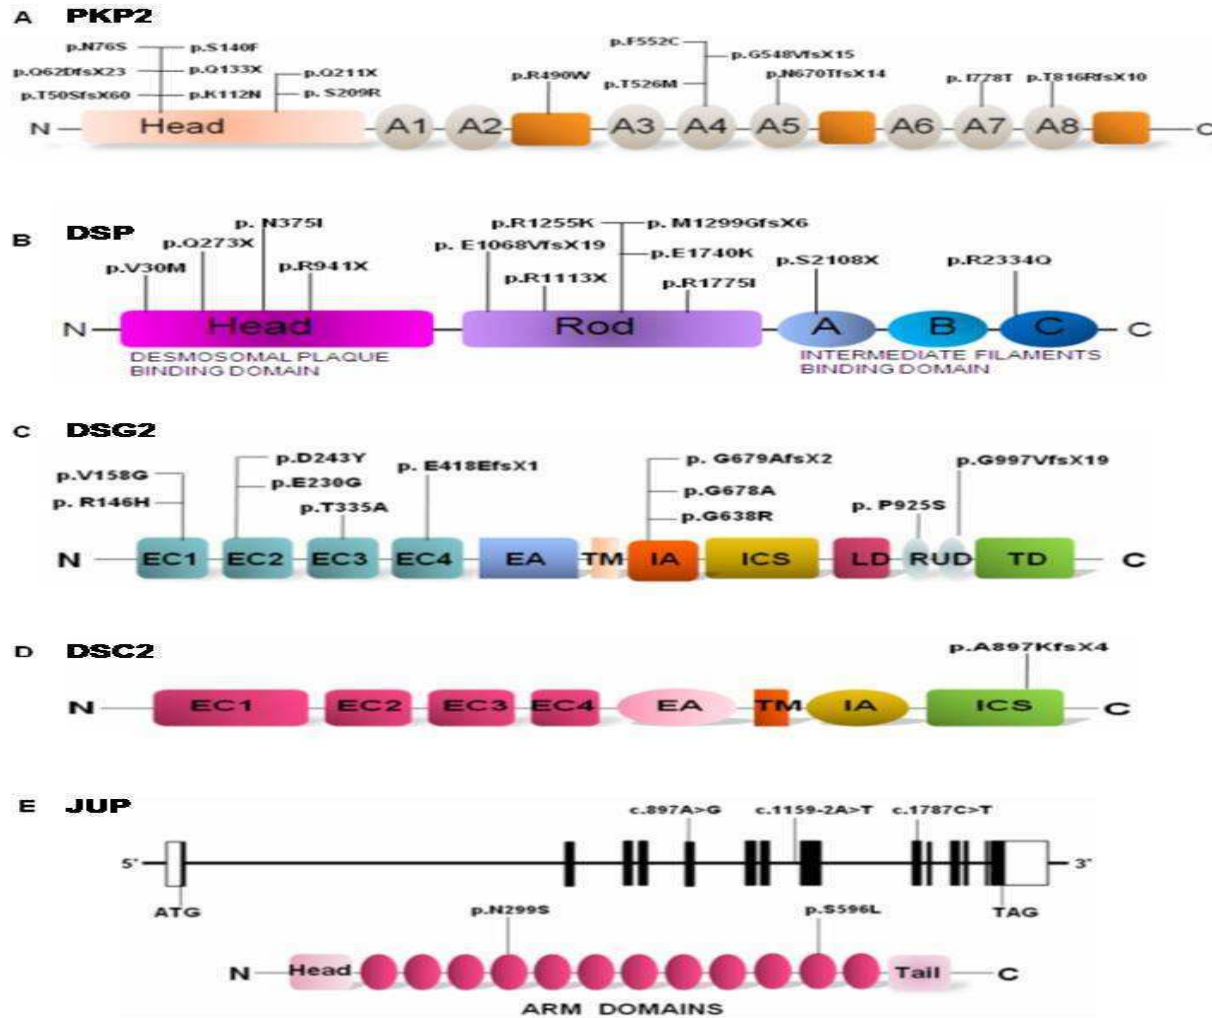 A PKP2
p.N76S p.S140F
p.Q62DfsX23 p.Q133X p.Q211X
p.T50SfsX60 p.K112N p. S209R
p.R490W
p.F552C p.G548VfsX15
p.T526M p.N670TfsX14
p. I778T p.T816RfsX10
N Head A1 A2 A3 A4 A5 A6 A7 A8 C
B DSP
p. N375I p.R1255K p. M1299GfsX6
p.Q273X p. E1068VfsX19 p.E1740K
p.V30M p.R941X p.R1113X p.R1775I p.S2108X p.R2334Q
N Head Rod A B C C
DESMOSOMAL PLAQUE
BINDING DOMAIN
INTERMEDIATE FILAMENTS
BINDING DOMAIN
C DSG2
p.V158G p.D243Y p. E418EfsX1 p. G679AfsX2 p.G997VfsX19
p. R146H p.E230G p.G678A
p.T335A p.G638R p. P925S
N EC1 EC2 EC3 EC4 EA TM IA ICS LD RUD TD C
D DSC2
p.A897KfsX4
N EC1 EC2 EC3 EC4 EA TM IA ICS C
E JUP
c.897A>G c.1159-2A>T c.1787C>T
5' 3'
ATG TAG
p.N299S p.S596L
N Head Tail C
ARM DOMAINS